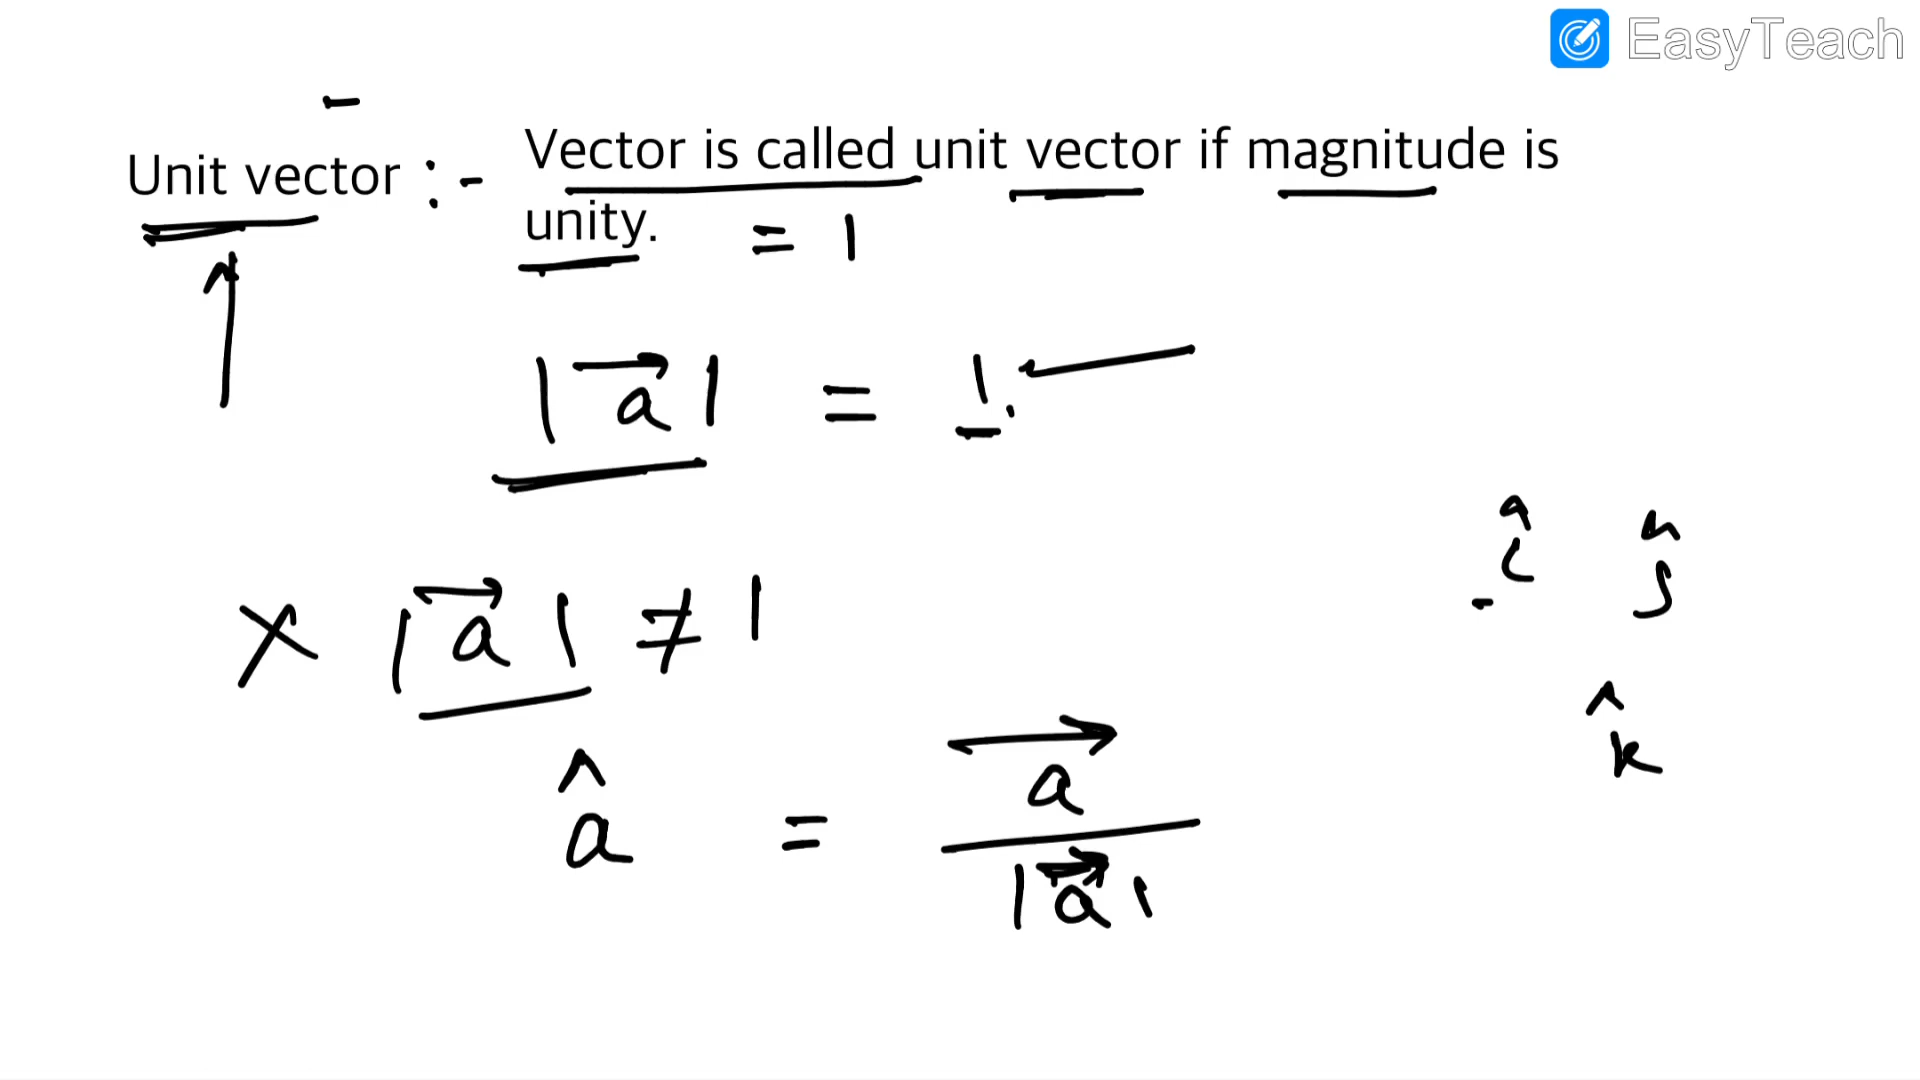 EasyTeach
Unit vector :- Vector is called unit vector if magnitude is
unity. = 1
|a⃗| = 1.
× |a⃗| ≠ 1
î ĵ
k̂
â = a⃗ / |a⃗|